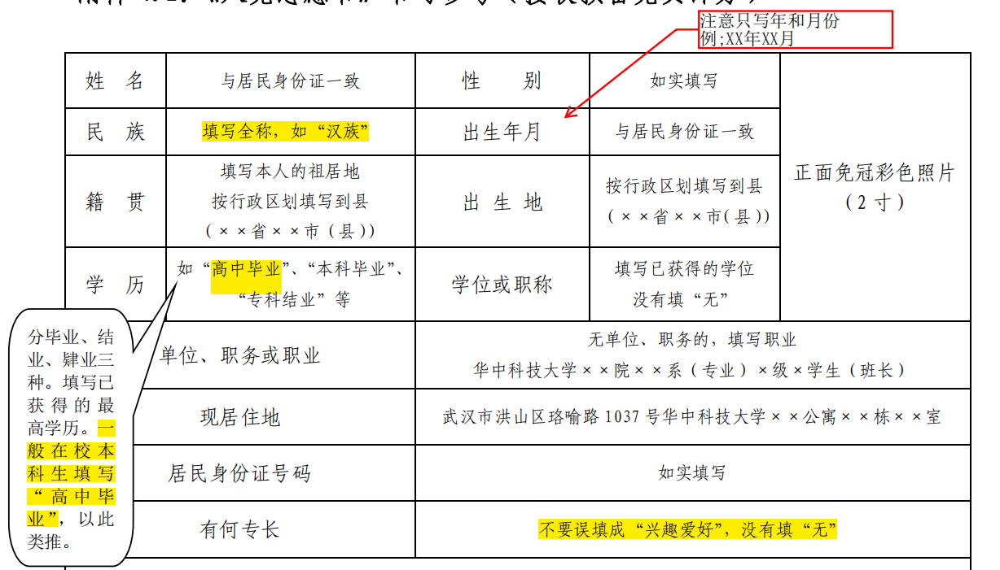 注意只写年和月份
例;XX年XX月
姓 名 与居民身份证一致 性 别 如实填写
民 族 填写全称，如“汉族” 出生年月 与居民身份证一致
籍 贯 填写本人的祖居地
按行政区划填写到县
（××省××市（县））
出 生 地 按行政区划填写到县
（××省××市(县)）
正面免冠彩色照片
（2寸）
学 历 如“高中毕业”、“本科毕业”、
“专科结业”等
学位或职称 填写已获得的学位
没有填“无”
分毕业、结
业、肄业三
种。填写已
获得的最
高学历。一
般在校本
科生填写
“高中毕
业”，以此
类推。
单位、职务或职业 无单位、职务的，填写职业
华中科技大学××院××系（专业）×级×学生（班长）
现居住地 武汉市洪山区珞喻路1037号华中科技大学××公寓××栋××室
居民身份证号码 如实填写
有何专长 不要误填成“兴趣爱好”，没有填“无”